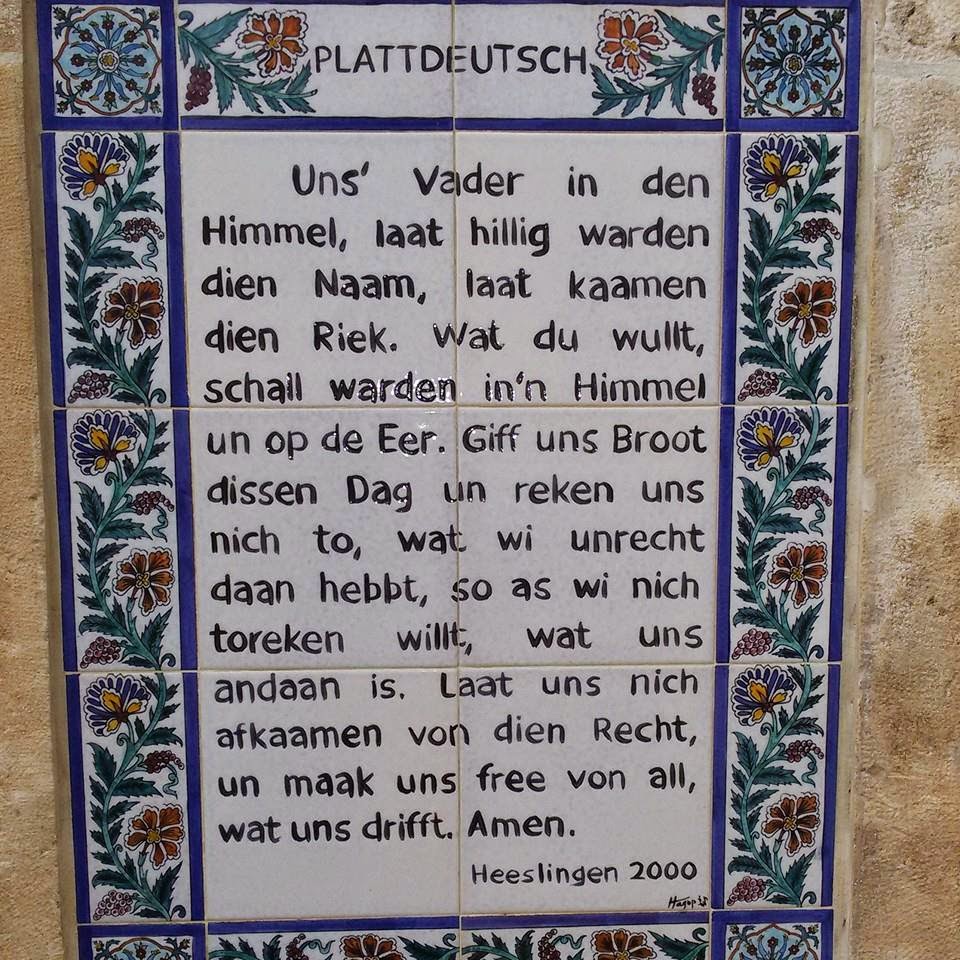 PLATTDEUTSCH
Uns' Vader in den
Himmel, laat hillig warden
dien Naam, laat kaamen
dien Riek. Wat du wullt,
schall warden in'n Himmel
un op de Eer. Giff uns Broot
dissen Dag un reken uns
nich to, wat wi unrecht
daan hebbt, so as wi nich
toreken willt, wat uns
andaan is. Laat uns nich
afkaamen von dien Recht,
un maak uns free von all,
wat uns drifft. Amen.
Heeslingen 2000